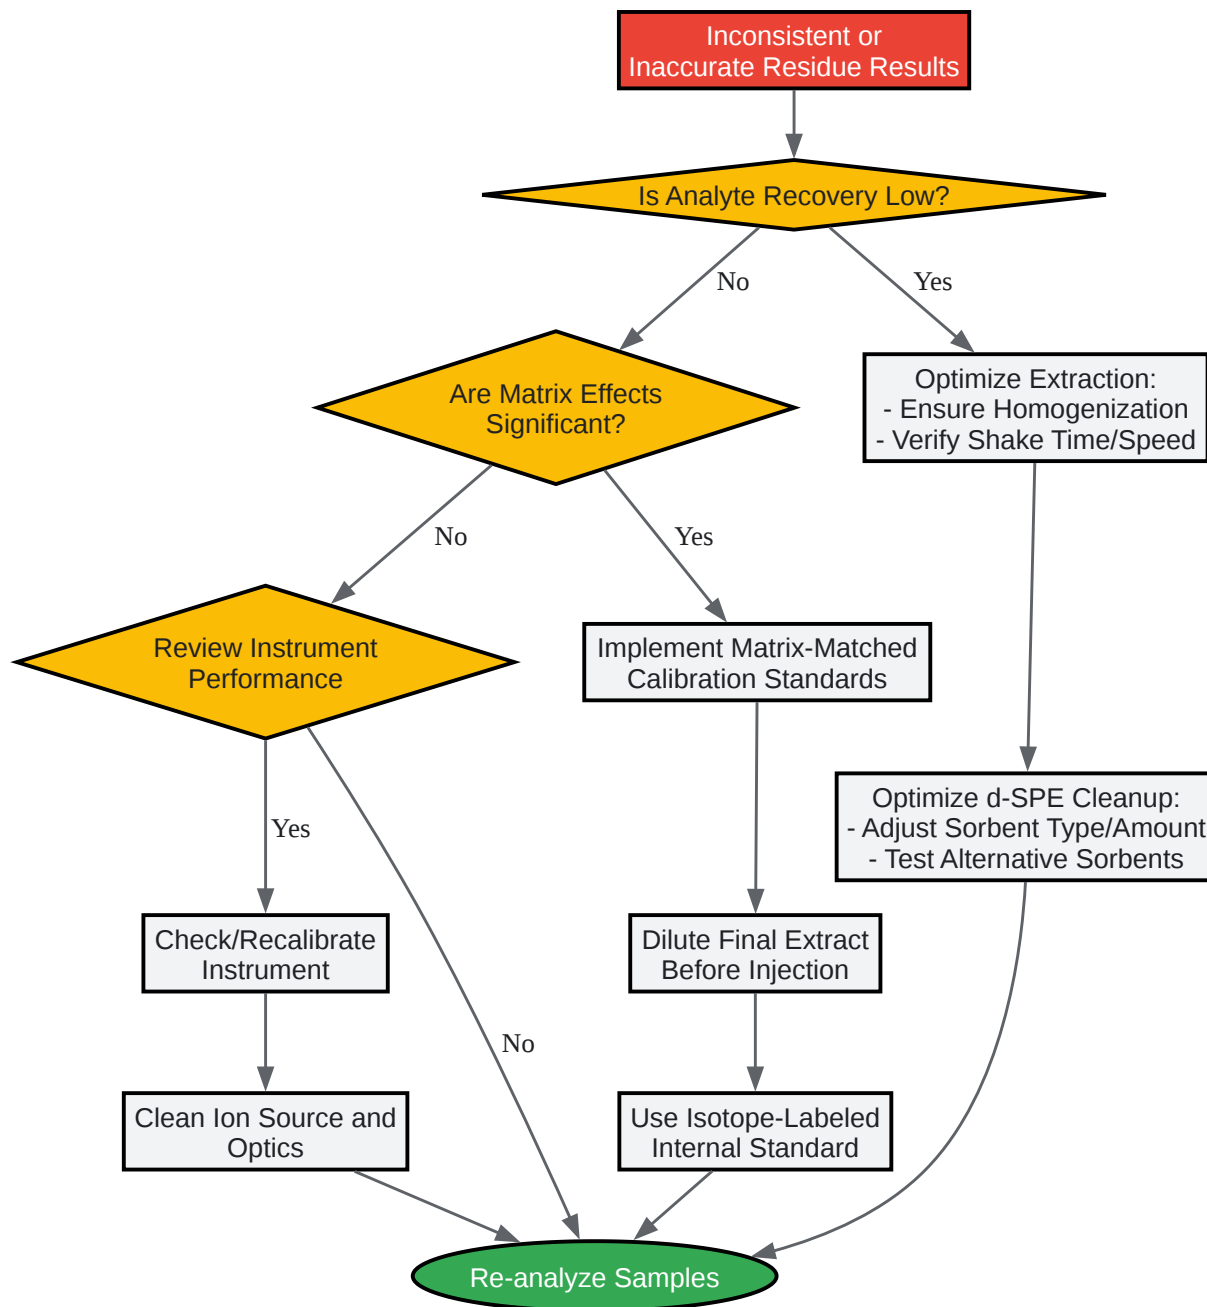 Inconsistent or
Inaccurate Residue Results
Is Analyte Recovery Low?
No
Yes
Are Matrix Effects
Significant?
Optimize Extraction:
- Ensure Homogenization
- Verify Shake Time/Speed
No
Yes
Review Instrument
Performance
Implement Matrix-Matched
Calibration Standards
Optimize d-SPE Cleanup:
- Adjust Sorbent Type/Amount
- Test Alternative Sorbents
Yes
Check/Recalibrate
Instrument
Dilute Final Extract
Before Injection
No
Clean Ion Source and
Optics
Use Isotope-Labeled
Internal Standard
Re-analyze Samples